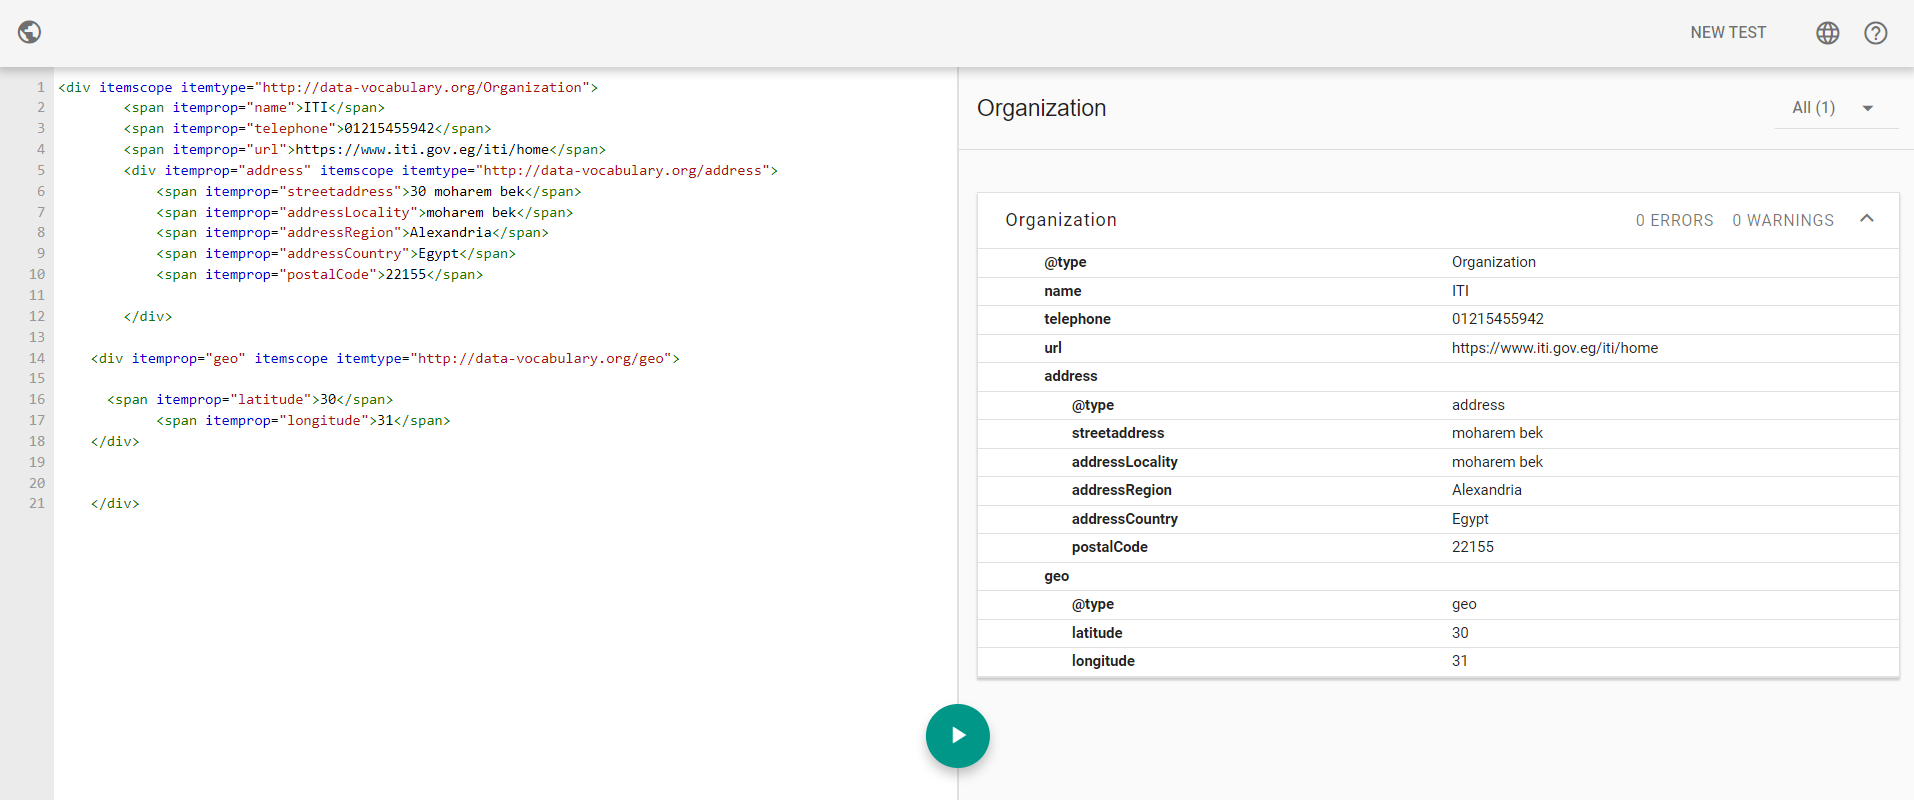 NEW TEST
1 <div itemscope itemtype="http://data-vocabulary.org/Organization">
2 <span itemprop="name">ITI</span>
3 <span itemprop="telephone">01215455942</span>
4 <span itemprop="url">https://www.iti.gov.eg/iti/home</span>
5 <div itemprop="address" itemscope itemtype="http://data-vocabulary.org/address">
6 <span itemprop="streetaddress">30 moharem bek</span>
7 <span itemprop="addressLocality">moharem bek</span>
8 <span itemprop="addressRegion">Alexandria</span>
9 <span itemprop="addressCountry">Egypt</span>
10 <span itemprop="postalCode">22155</span>
11
12 </div>
13
14 <div itemprop="geo" itemscope itemtype="http://data-vocabulary.org/geo">
15
16 <span itemprop="latitude">30</span>
17 <span itemprop="longitude">31</span>
18 </div>
19
20
21 </div>
Organization All (1)
Organization 0 ERRORS 0 WARNINGS
@type Organization
name ITI
telephone 01215455942
url https://www.iti.gov.eg/iti/home
address
@type address
streetaddress moharem bek
addressLocality moharem bek
addressRegion Alexandria
addressCountry Egypt
postalCode 22155
geo
@type geo
latitude 30
longitude 31